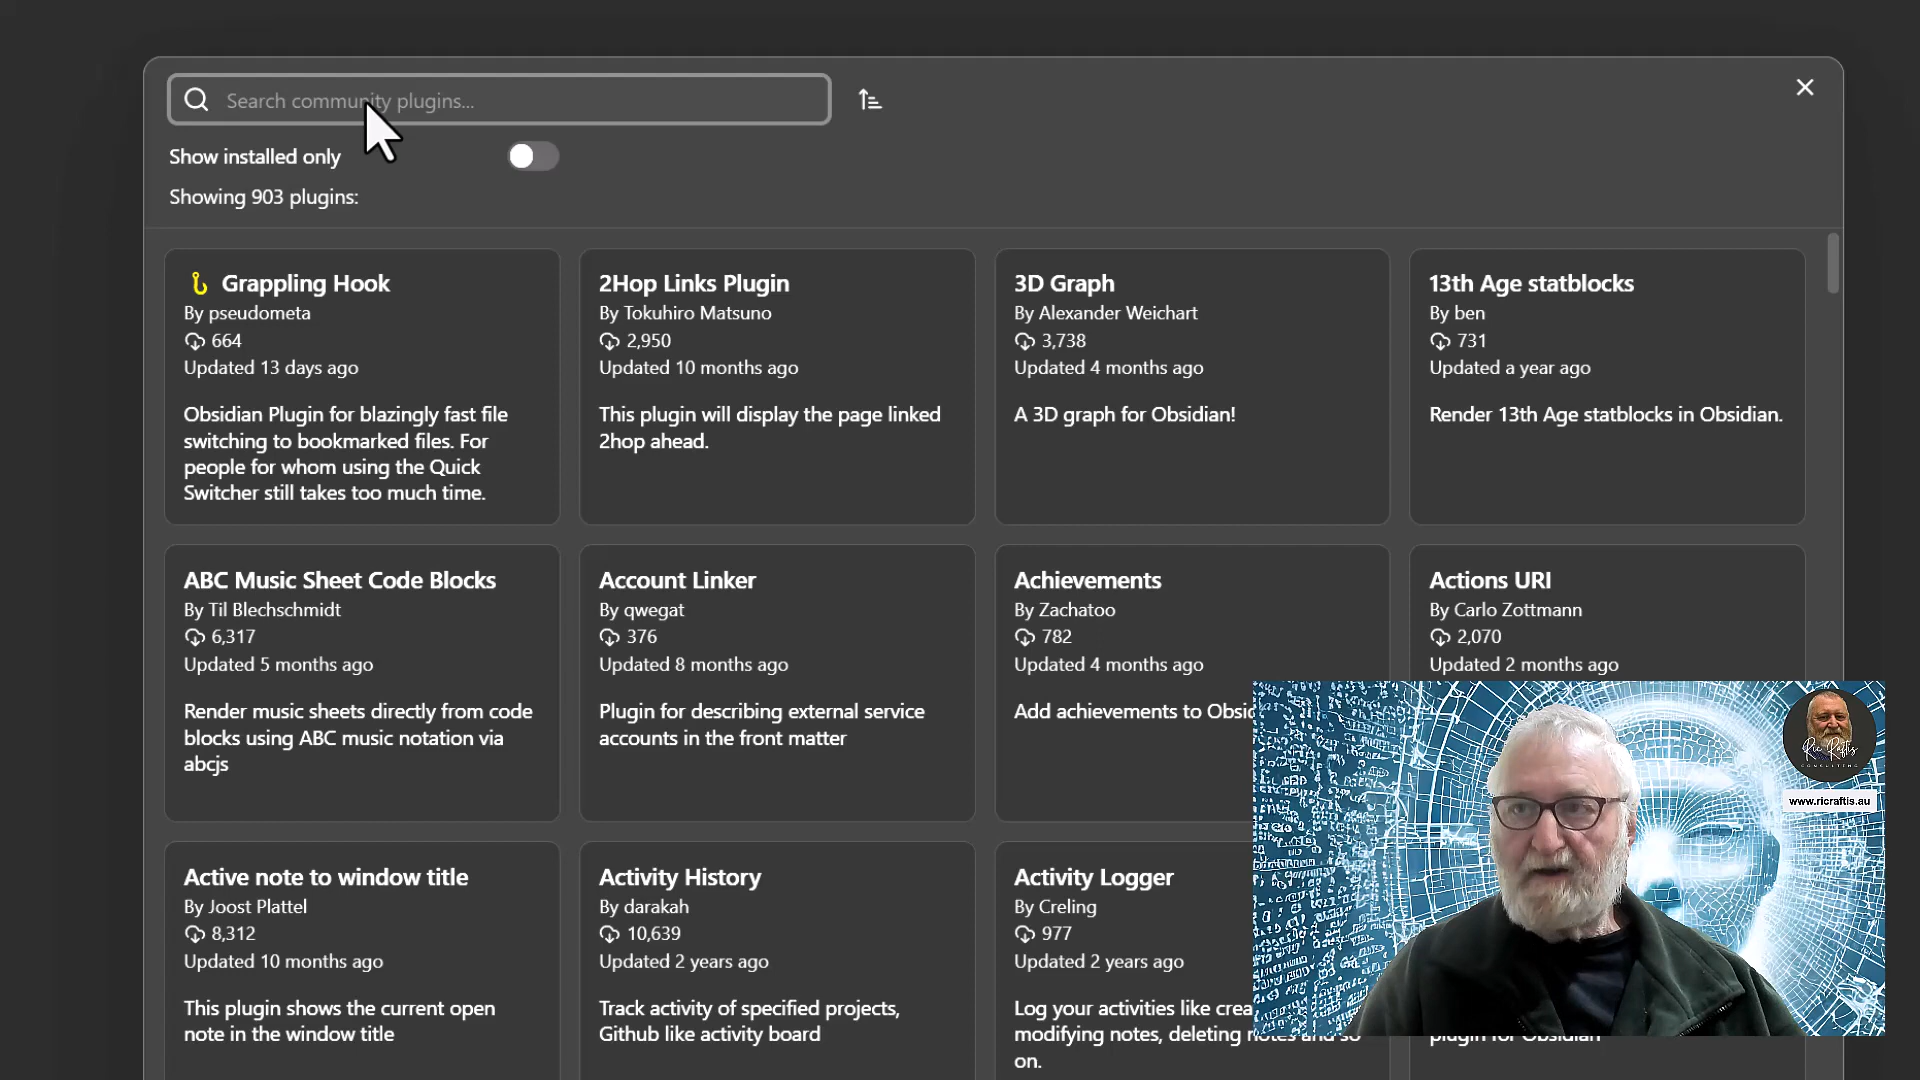 Search community plugins...
Show installed only
Showing 903 plugins:
Grappling Hook
By pseudometa
664
Updated 13 days ago
Obsidian Plugin for blazingly fast file
switching to bookmarked files. For
people for whom using the Quick
Switcher still takes too much time.
2Hop Links Plugin
By Tokuhiro Matsuno
2,950
Updated 10 months ago
This plugin will display the page linked
2hop ahead.
3D Graph
By Alexander Weichart
3,738
Updated 4 months ago
A 3D graph for Obsidian!
13th Age statblocks
By ben
731
Updated a year ago
Render 13th Age statblocks in Obsidian.
ABC Music Sheet Code Blocks
By Til Blechschmidt
6,317
Updated 5 months ago
Render music sheets directly from code
blocks using ABC music notation via
abcjs
Account Linker
By qwegat
376
Updated 8 months ago
Plugin for describing external service
accounts in the front matter
Achievements
By Zachatoo
782
Updated 4 months ago
Add achievements to
Actions URI
By Carlo Zottmann
2,070
Updated 2 months ago
Active note to window title
By Joost Plattel
8,312
Updated 10 months ago
This plugin shows the current open
note in the window title
Activity History
By darakah
10,639
Updated 2 years ago
Track activity of specified projects,
Github like activity board
Activity Logger
By Creling
977
Updated 2 years ago
Log your activities like
modifying notes, deleting notes and so
on.
plugin for Obsidian
Ric Raftis
CONSULTING
www.ricraftis.au